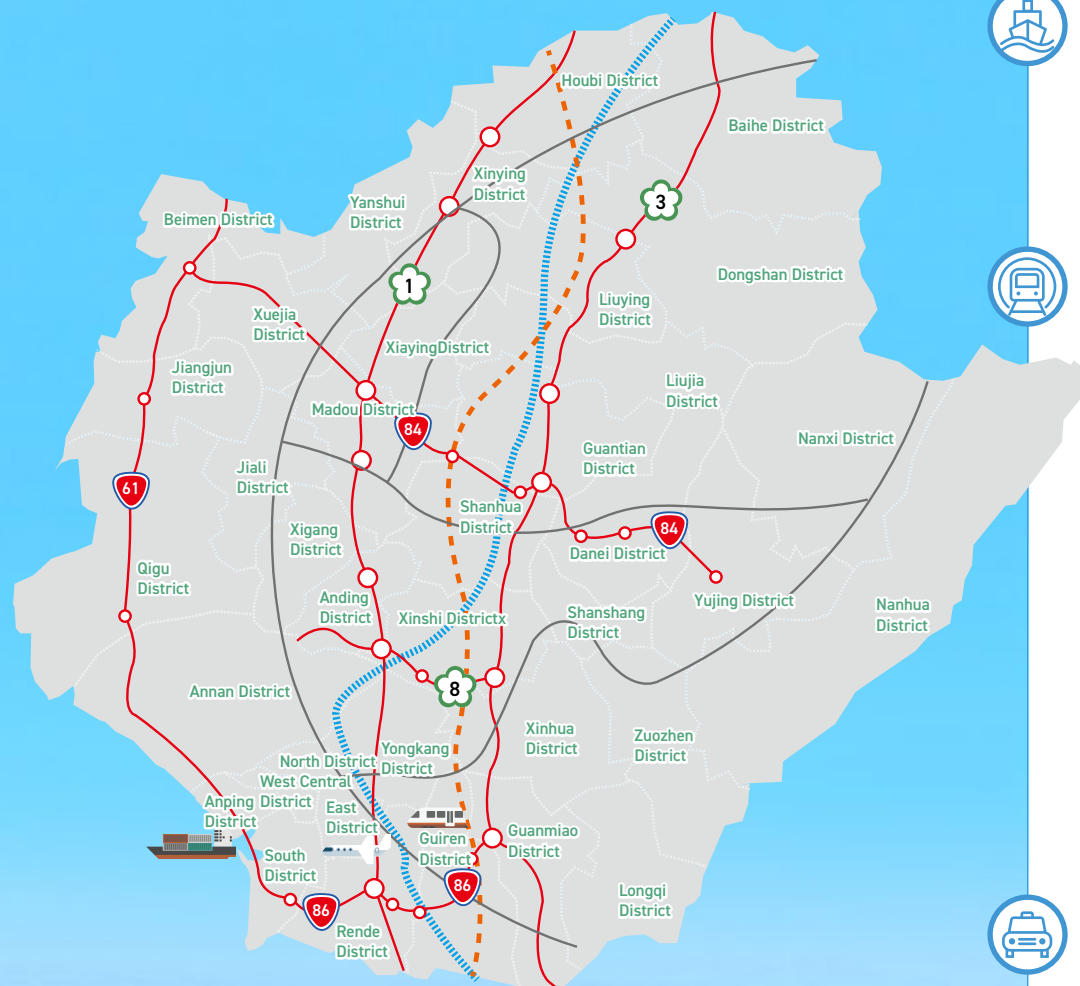 Houbi District
Baihe District
Xinying
District
3
Yanshui
District
Beimen District
Dongshan District
1
Liuying
District
Xuejia
District
XiayingDistrict
Jiangjun
District
Liujia
District
Madou District
84
Nanxi District
Guantian
District
Jiali
District
61
Shanhua
District
84
Xigang
District
Danei District
Qigu
District
Yujing District
Anding
District
Xinshi Districtx
Shanshang
District
Nanhua
District
8
Annan District
Xinhua
District
Zuozhen
District
Yongkang
District
North District
West Central
District
Anping
District
East
District
Guiren
District
Guanmiao
District
South
District
86
86
Longqi
District
Rende
District